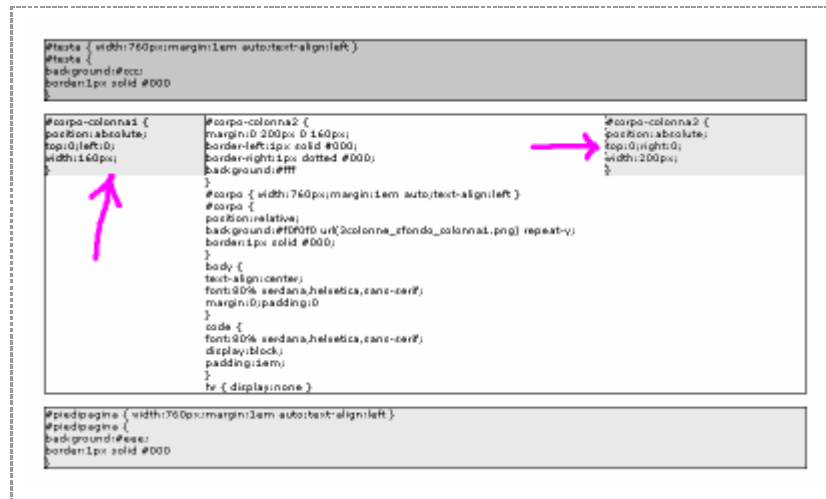 #testa { width:760px;margin:1em auto;text-align:left }
#testa {
background:#ccc;
border:1px solid #000
}
#corpo-colonna1 {
position:absolute;
top:0;left:0;
width:160px;
}
#corpo-colonna2 {
margin:0 200px 0 160px;
border-left:1px solid #000;
border-right:1px dotted #000;
background:#fff
}
#corpo { width:760px;margin:1em auto;text-align:left }
#corpo {
position:relative;
background:#f0f0f0 url(3colonne_sfondo_colonna1.png) repeat-y;
border:1px solid #000;
}
body {
text-align:center;
font:80% verdana,helvetica,sans-serif;
margin:0;padding:0
}
code {
font:80% verdana,helvetica,sans-serif;
display:block;
padding:1em;
}
hr { display:none }
#corpo-colonna3 {
position:absolute;
top:0;right:0;
width:200px;
}
#piedipagina { width:760px;margin:1em auto;text-align:left }
#piedipagina {
background:#eee;
border:1px solid #000
}